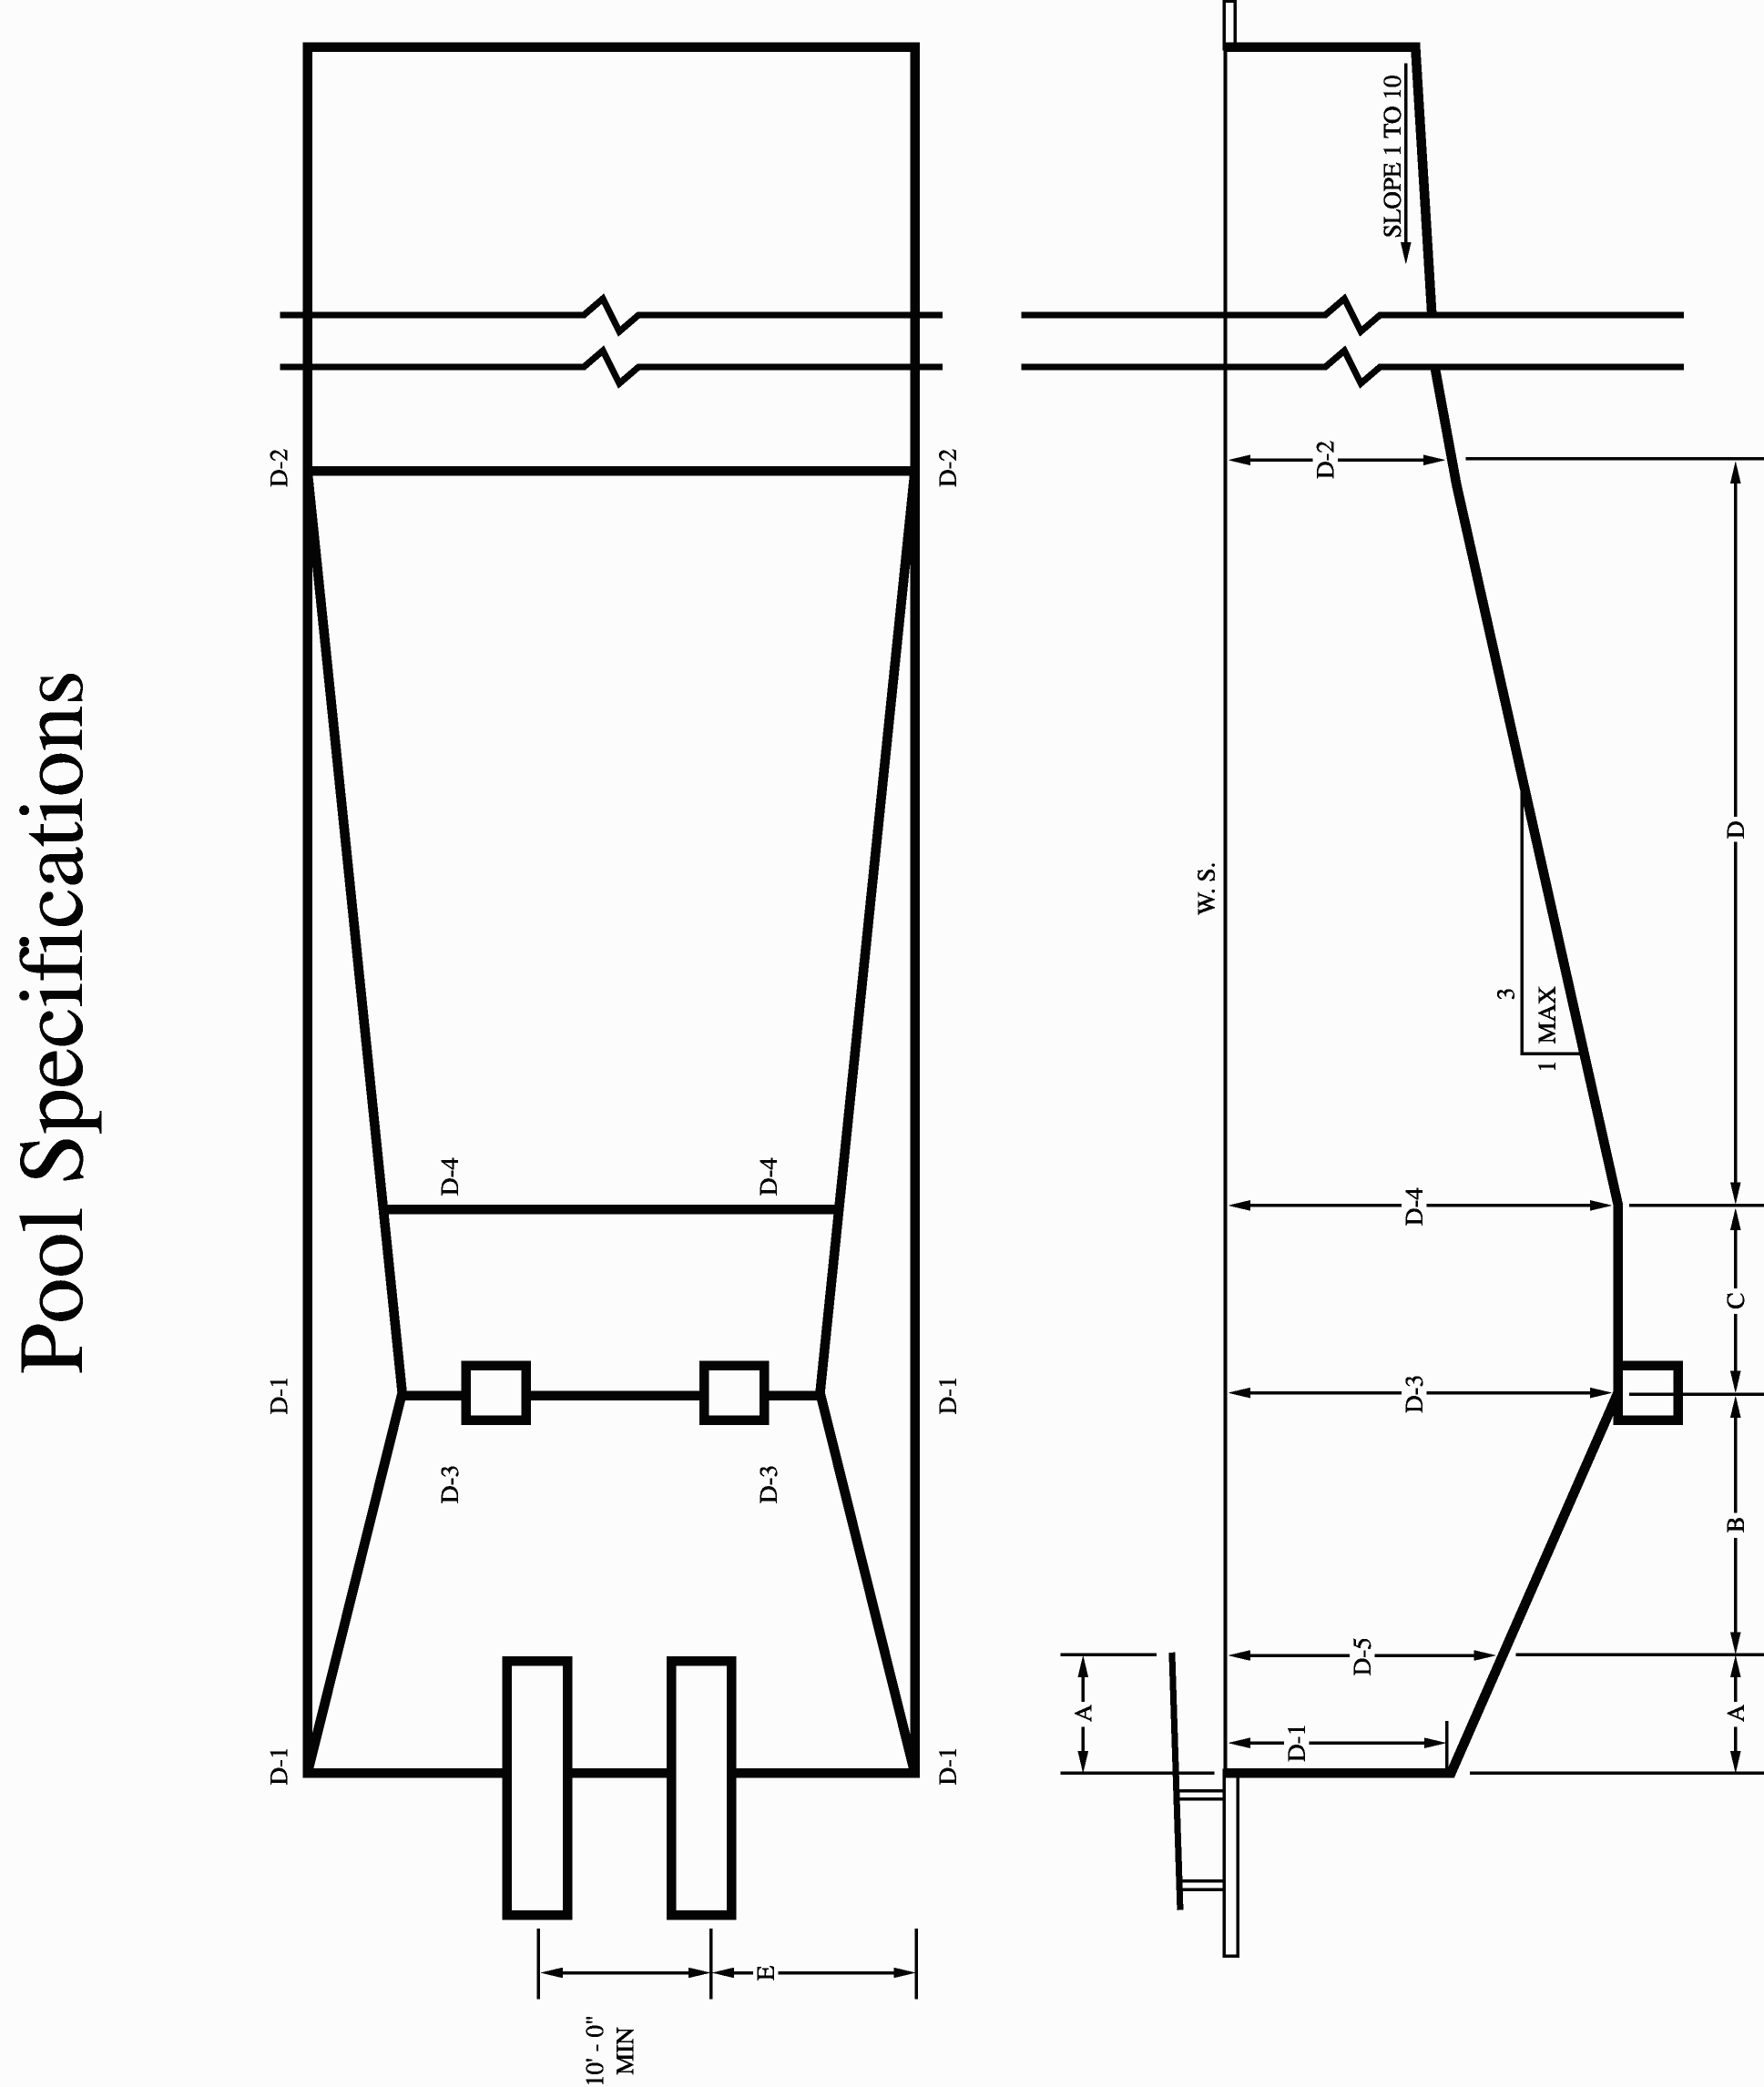 Pool Specifications
D-1
D-1
D-2
D-3
D-4
D-3
D-4
D-1
D-1
D-2
10' - 0"
MIN
E
A
W. S.
SLOPE 1 TO 10
D-1
D-5
D-3
D-4
D-2
3
1 MAX
A
B
C
D